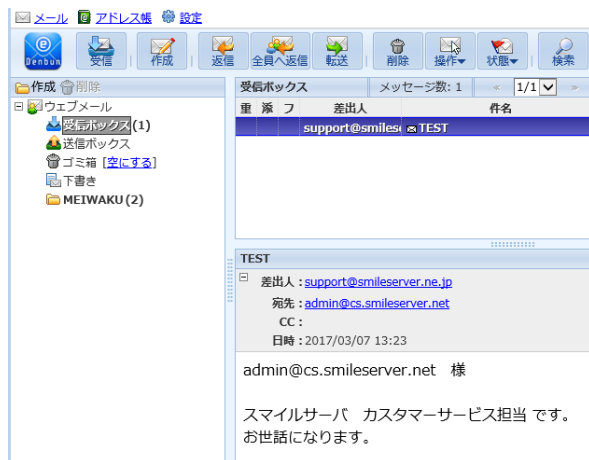 メール アドレス帳 設定
Denbun 受信 作成 返信 全員へ返信 転送 削除 操作▼ 状態▼ 検索
作成 削除
受信ボックス メッセージ数: 1 « 1/1 »
ウェブメール
受信ボックス (1)
送信ボックス
ゴミ箱 [空にする]
下書き
MEIWAKU (2)
重 添 フ 差出人 件名
support@smilese TEST
TEST
差出人 : support@smileserver.ne.jp
宛先 : admin@cs.smileserver.net
CC :
日時 : 2017/03/07 13:23
admin@cs.smileserver.net 様
スマイルサーバ カスタマーサービス担当 です。
お世話になります。